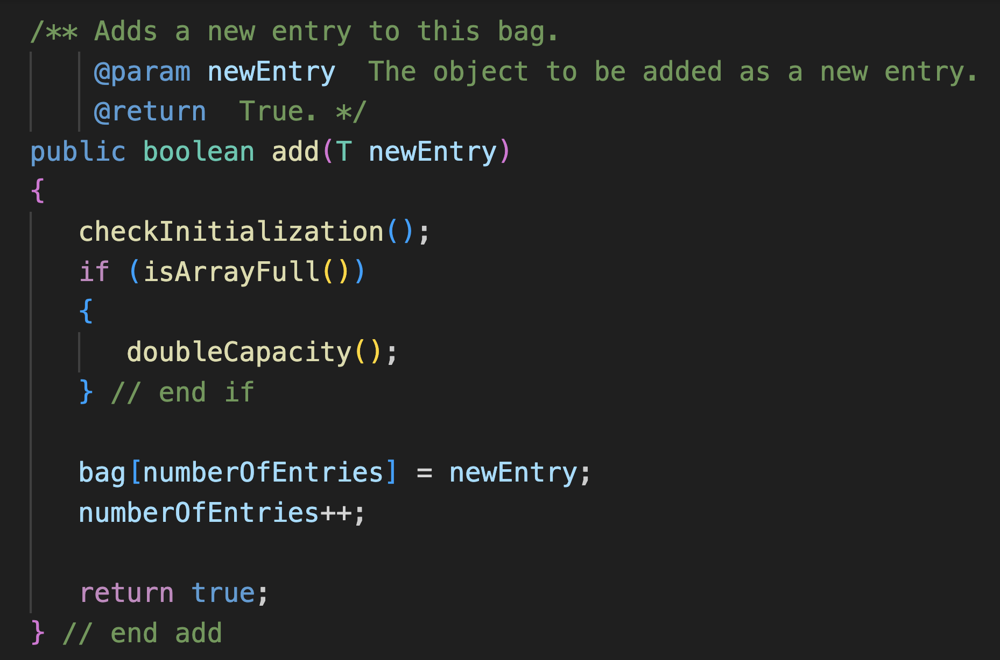 /** Adds a new entry to this bag.
@param newEntry  The object to be added as a new entry.
@return  True. */
public boolean add(T newEntry)
{
checkInitialization();
if (isArrayFull())
{
doubleCapacity();
} // end if
bag[numberOfEntries] = newEntry;
numberOfEntries++;
return true;
} // end add